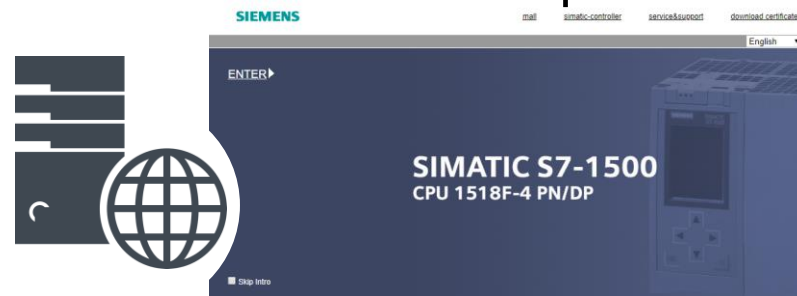 SIEMENS mall simatic-controller service&support download certificate
English
ENTER
SIMATIC S7-1500
CPU 1518F-4 PN/DP
Skip Intro